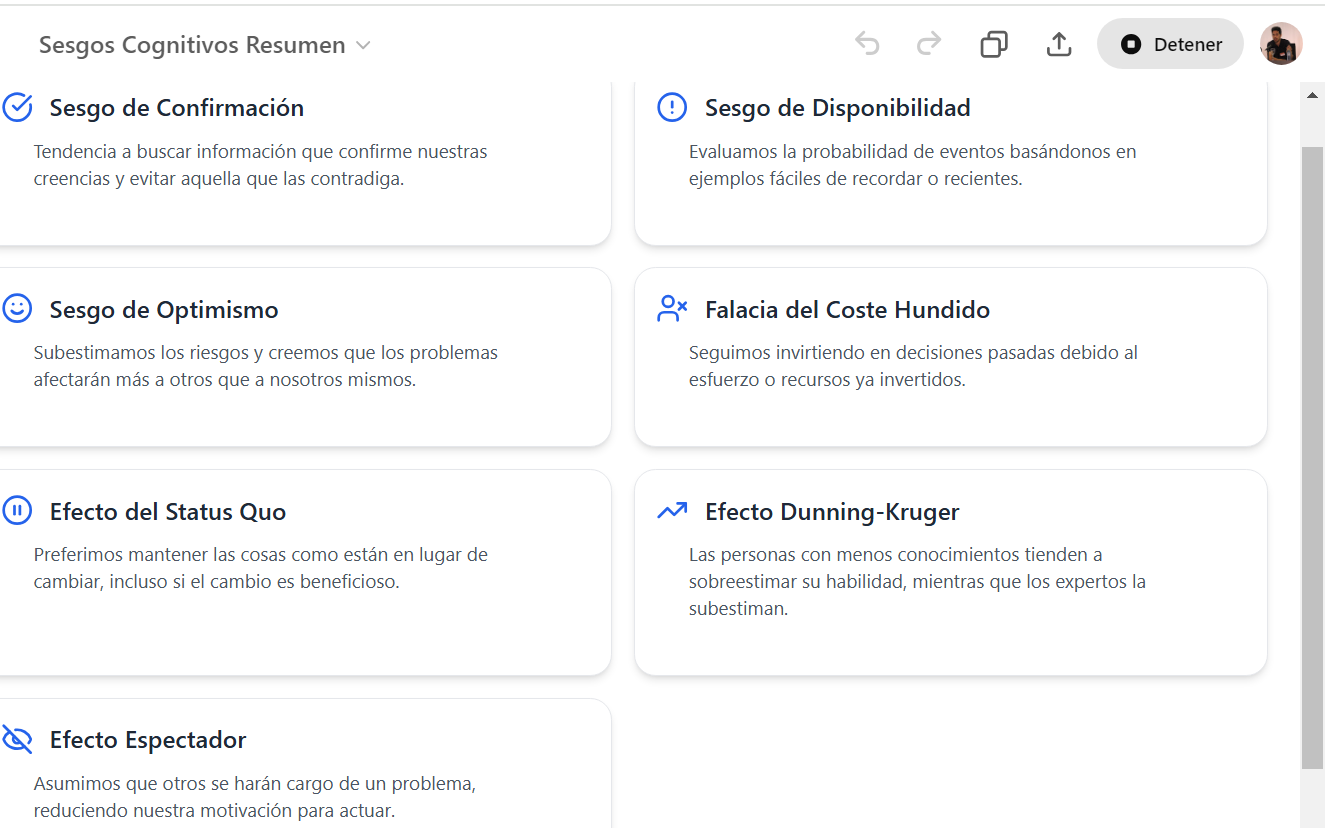 Sesgos Cognitivos Resumen
Detener
Sesgo de Confirmación
Tendencia a buscar información que confirme nuestras
creencias y evitar aquella que las contradiga.
Sesgo de Disponibilidad
Evaluamos la probabilidad de eventos basándonos en
ejemplos fáciles de recordar o recientes.
Sesgo de Optimismo
Subestimamos los riesgos y creemos que los problemas
afectarán más a otros que a nosotros mismos.
Falacia del Coste Hundido
Seguimos invirtiendo en decisiones pasadas debido al
esfuerzo o recursos ya invertidos.
Efecto del Status Quo
Preferimos mantener las cosas como están en lugar de
cambiar, incluso si el cambio es beneficioso.
Efecto Dunning-Kruger
Las personas con menos conocimientos tienden a
sobreestimar su habilidad, mientras que los expertos la
subestiman.
Efecto Espectador
Asumimos que otros se harán cargo de un problema,
reduciendo nuestra motivación para actuar.